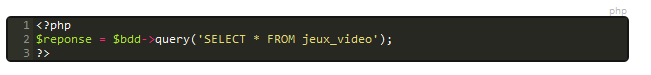 php
1 <?php
2 $reponse = $bdd->query('SELECT * FROM jeux_video');
3 ?>